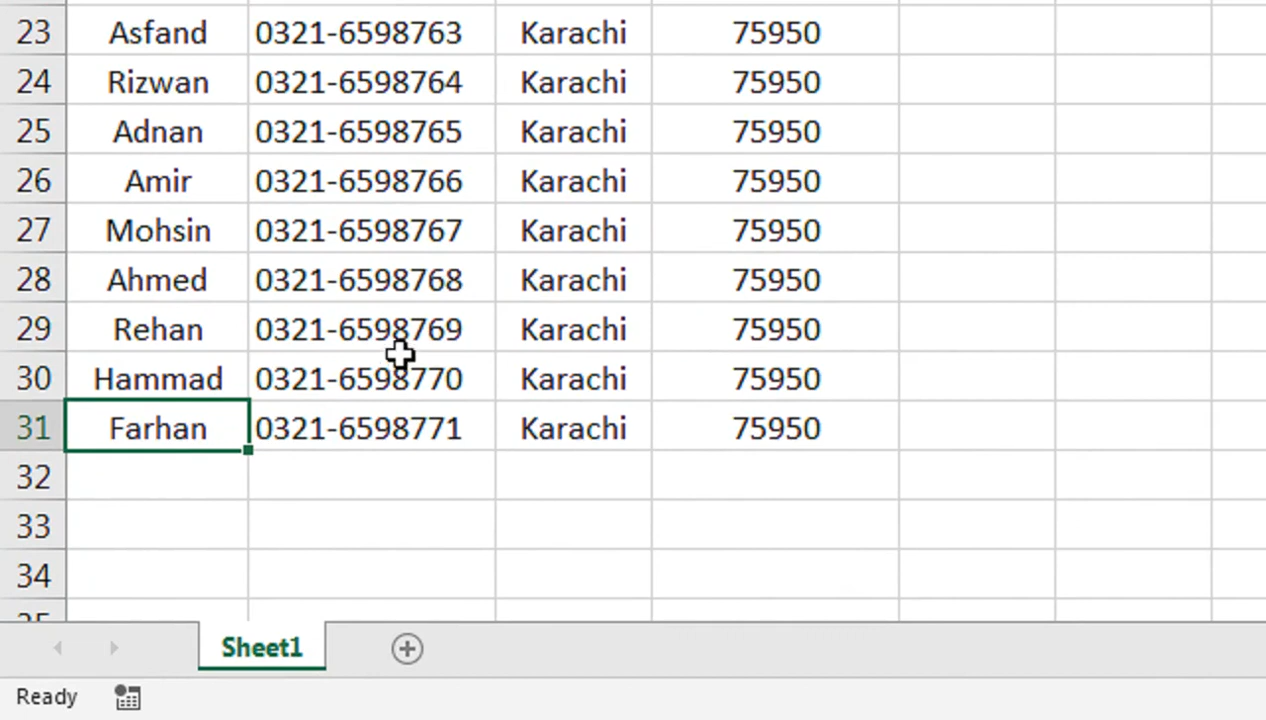 23 Asfand 0321-6598763 Karachi 75950
24 Rizwan 0321-6598764 Karachi 75950
25 Adnan 0321-6598765 Karachi 75950
26 Amir 0321-6598766 Karachi 75950
27 Mohsin 0321-6598767 Karachi 75950
28 Ahmed 0321-6598768 Karachi 75950
29 Rehan 0321-6598769 Karachi 75950
30 Hammad 0321-6598770 Karachi 75950
31 Farhan 0321-6598771 Karachi 75950
32
33
34
Sheet1
Ready